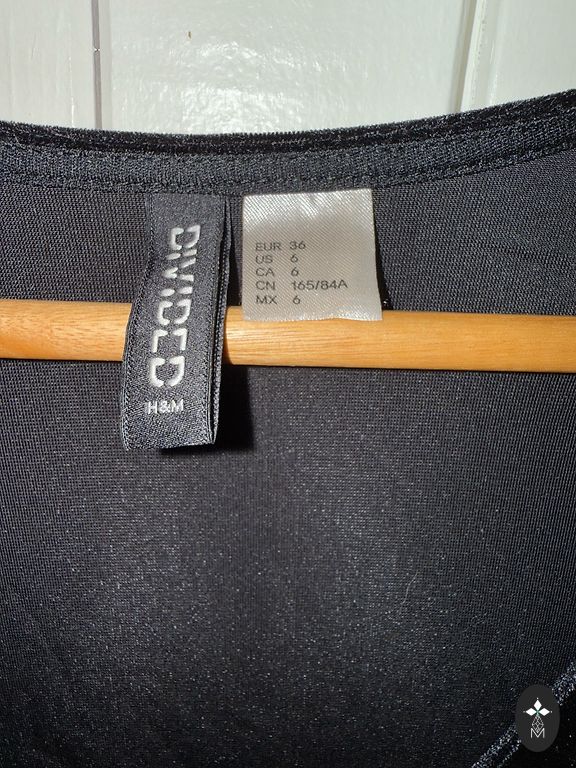 DIVIDED
H&M
EUR 36
US 6
CA 6
CN 165/84A
MX 6
M